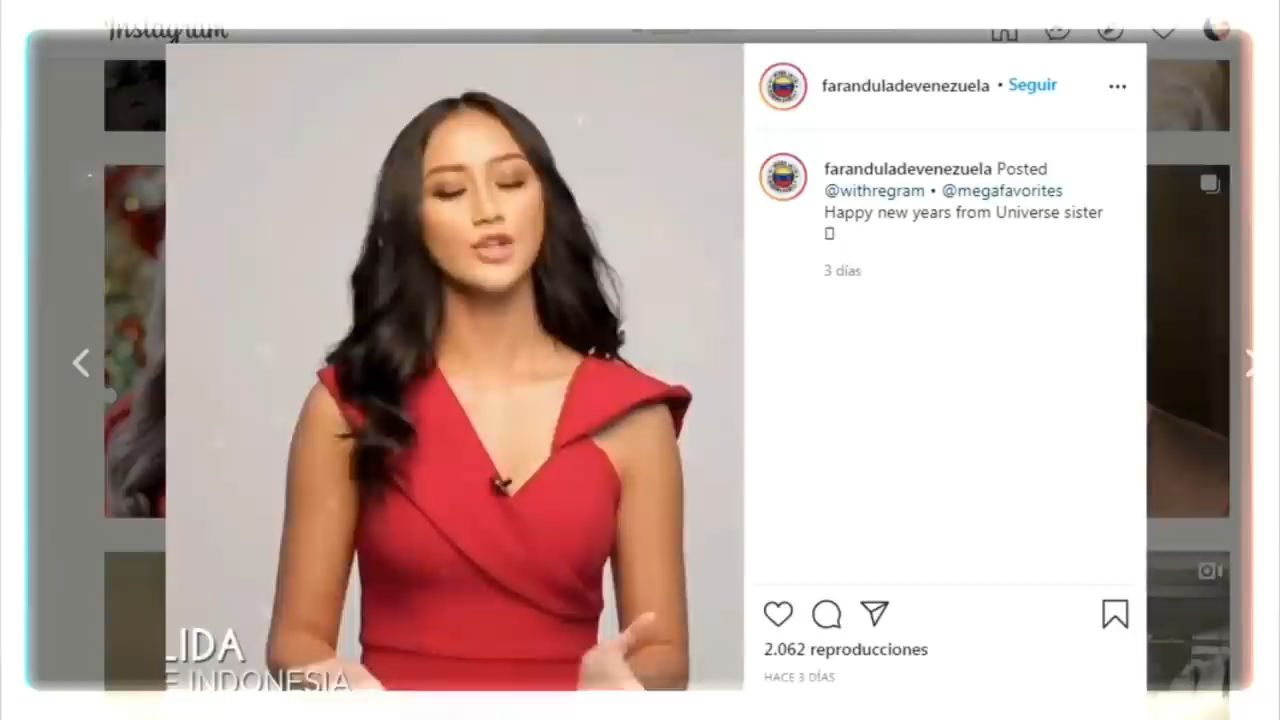 Instagram
faranduladevenezuela • Seguir
faranduladevenezuela Posted
@withregram • @megafavorites
Happy new years from Universe sister
3 días
2.062 reproducciones
HACE 3 DÍAS
LIDA
E INDONESIA